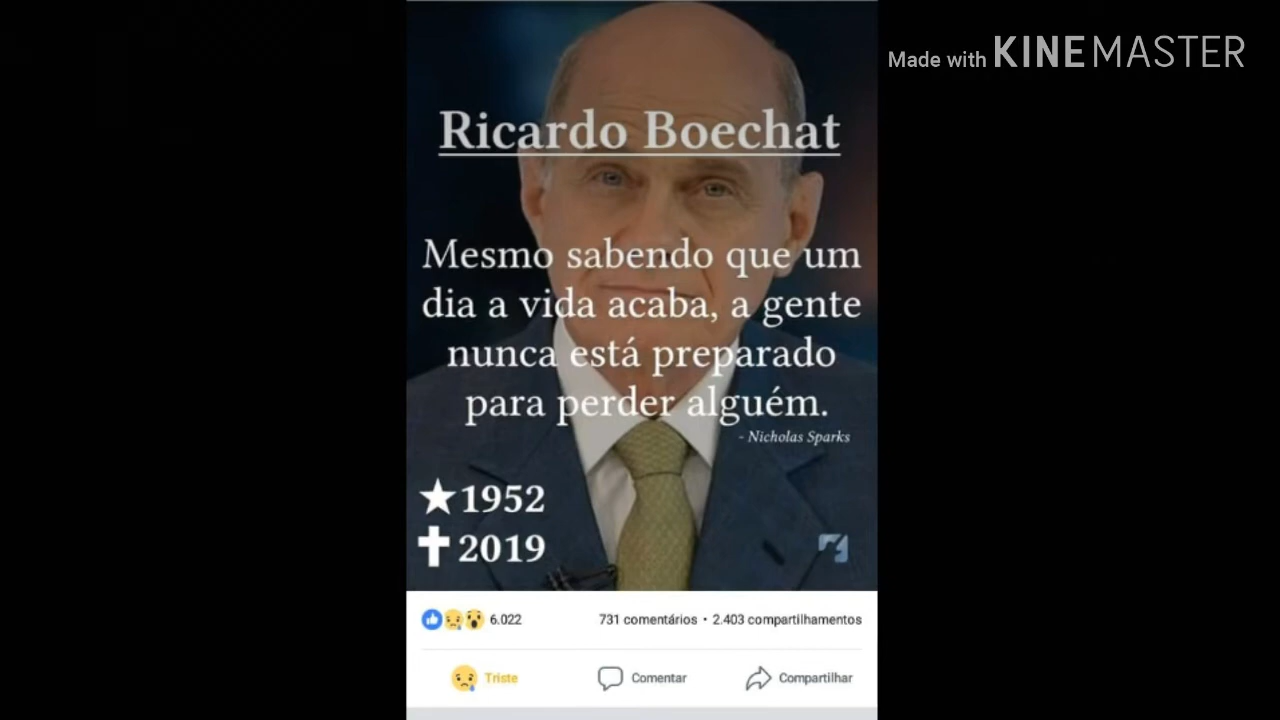 Made with KINEMASTER
Ricardo Boechat
Mesmo sabendo que um
dia a vida acaba, a gente
nunca está preparado
para perder alguém.
- Nicholas Sparks
★1952
✝2019
6.022 731 comentários • 2.403 compartilhamentos
Triste Comentar Compartilhar